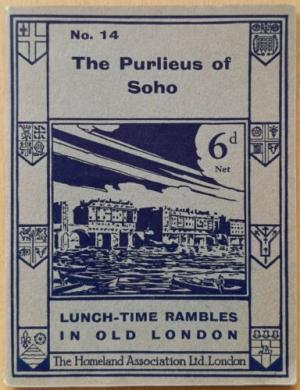 No. 14
The Purlieus of
Soho
6d
Net
LUNCH-TIME RAMBLES
IN OLD LONDON
The Homeland Association Ltd. London